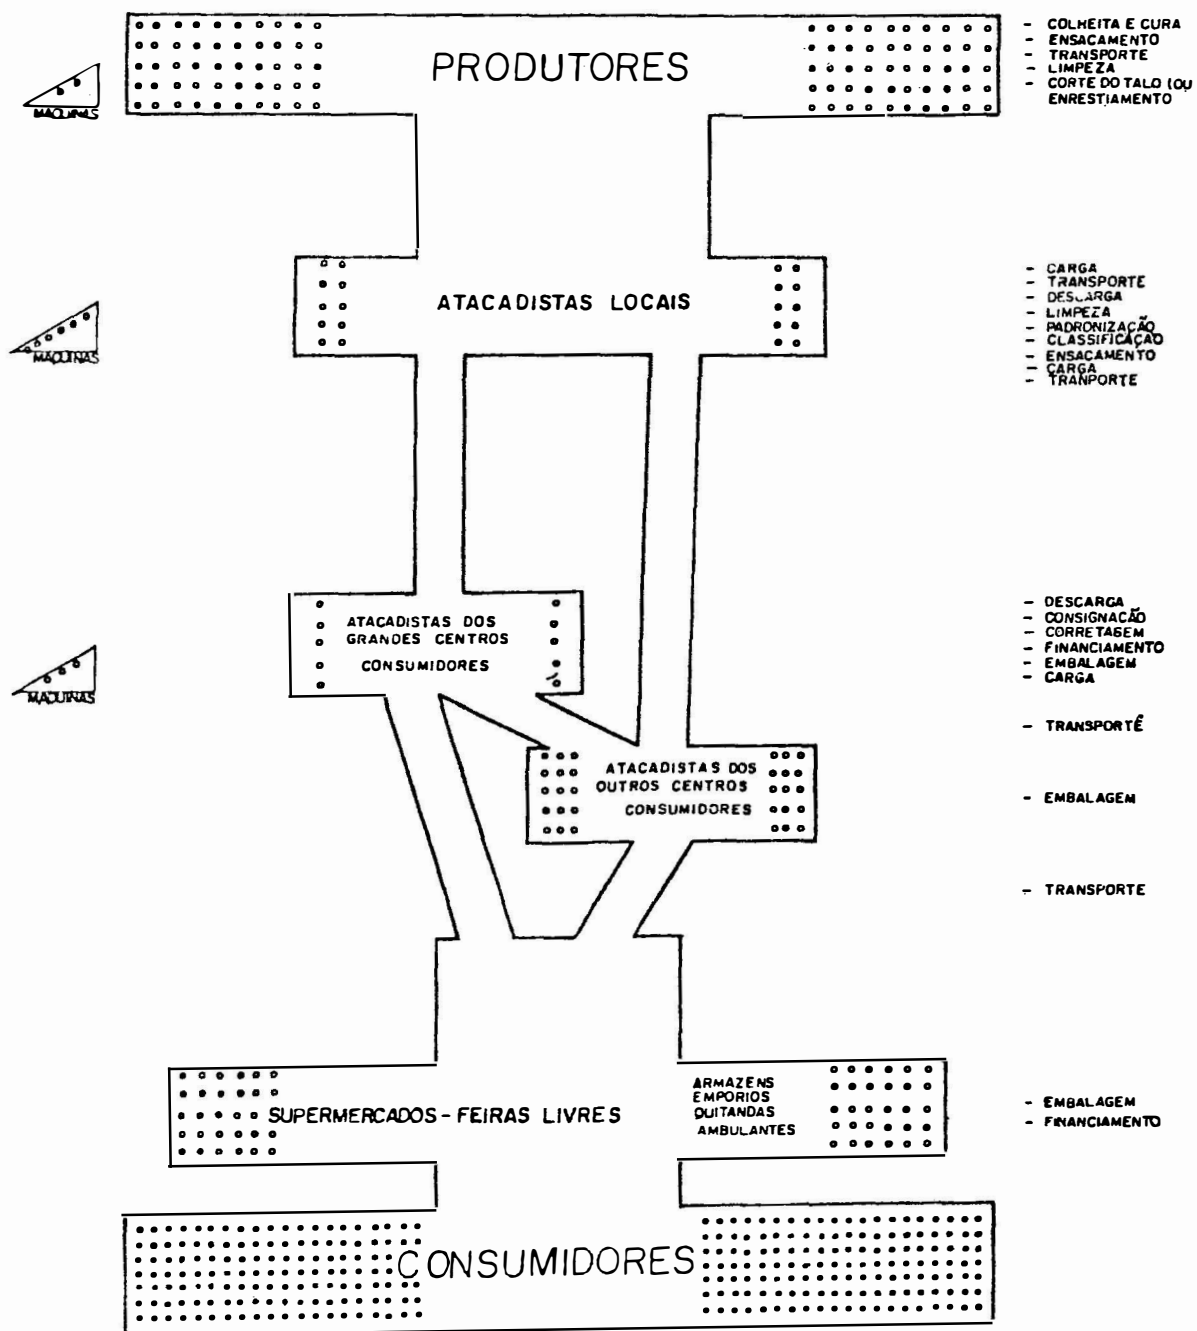 PRODUTORES
MAQUINAS
- COLHEITA E CURA
- ENSACAMENTO
- TRANSPORTE
- LIMPEZA
- CORTE DO TALO (OU
ENRESTIAMENTO
ATACADISTAS LOCAIS
MAQUINAS
- CARGA
- TRANSPORTE
- DESCARGA
- LIMPEZA
- PADRONIZAÇÃO
- CLASSIFICAÇÃO
- ENSACAMENTO
- CARGA
- TRANPORTE
ATACADISTAS DOS
GRANDES CENTROS
CONSUMIDORES
MAQUINAS
- DESCARGA
- CONSIGNAÇÃO
- CORRETAGEM
- FINANCIAMENTO
- EMBALAGEM
- CARGA
- TRANSPORTE
ATACADISTAS DOS
OUTROS CENTROS
CONSUMIDORES
- EMBALAGEM
- TRANSPORTE
SUPERMERCADOS - FEIRAS LIVRES
ARMAZENS
EMPORIOS
QUITANDAS
AMBULANTES
- EMBALAGEM
- FINANCIAMENTO
CONSUMIDORES